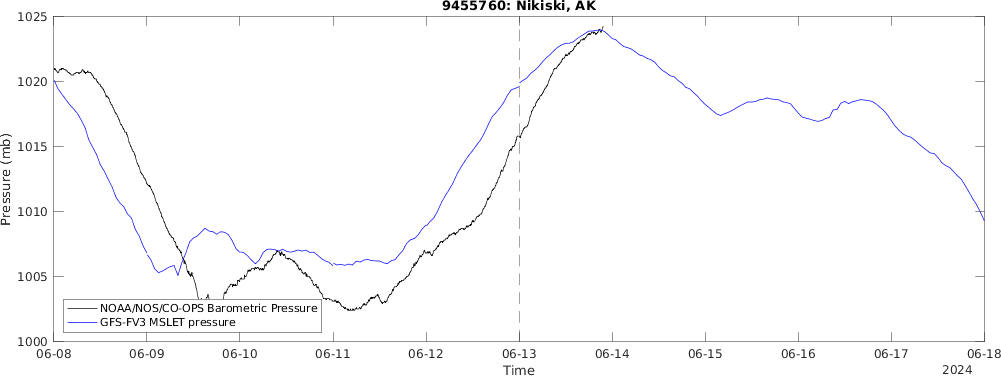 9455760: Nikiski, AK
1025
1020
1015
1010
1005
1000
Pressure (mb)
NOAA/NOS/CO-OPS Barometric Pressure
GFS-FV3 MSLET pressure
06-08 06-09 06-10 06-11 06-12 06-13 06-14 06-15 06-16 06-17 06-18
Time
2024